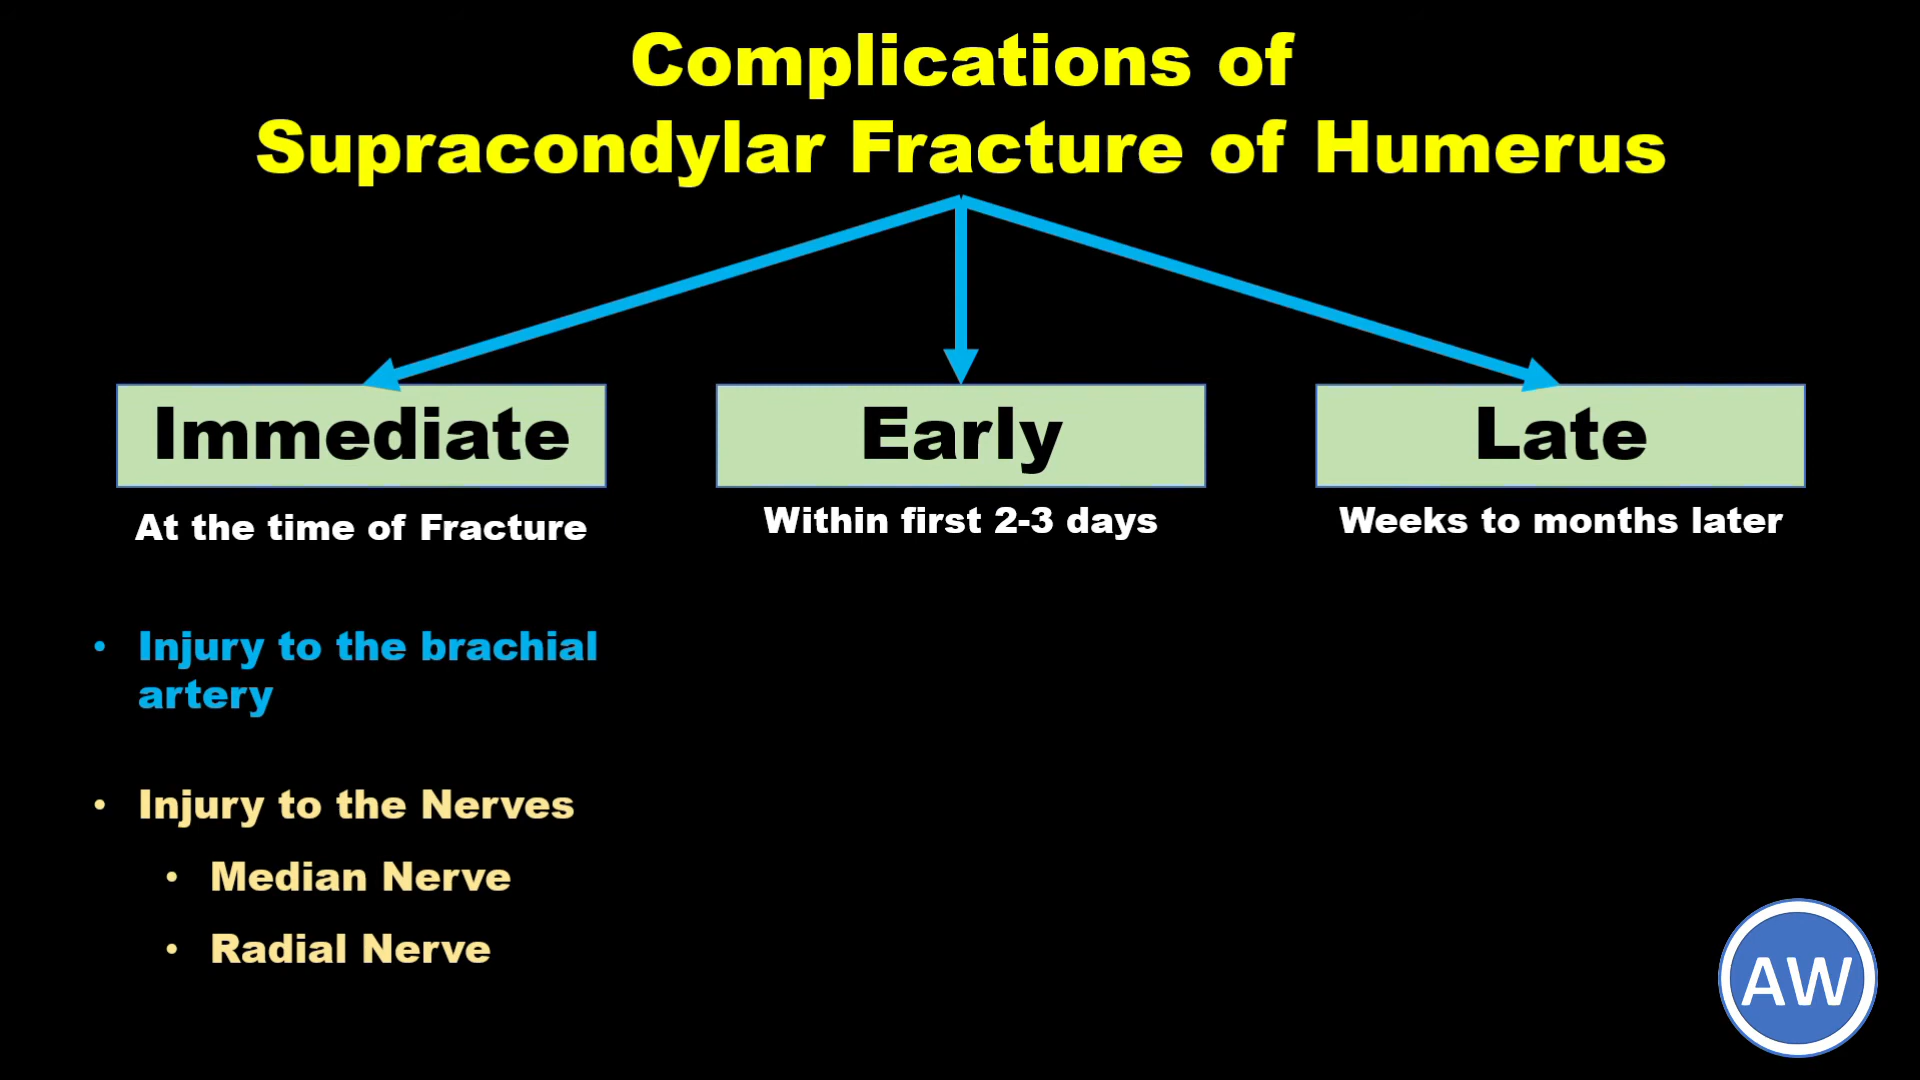 Complications of
Supracondylar Fracture of Humerus
Immediate
Early
Late
At the time of Fracture
Within first 2-3 days
Weeks to months later
• Injury to the brachial
artery
• Injury to the Nerves
• Median Nerve
• Radial Nerve
AW